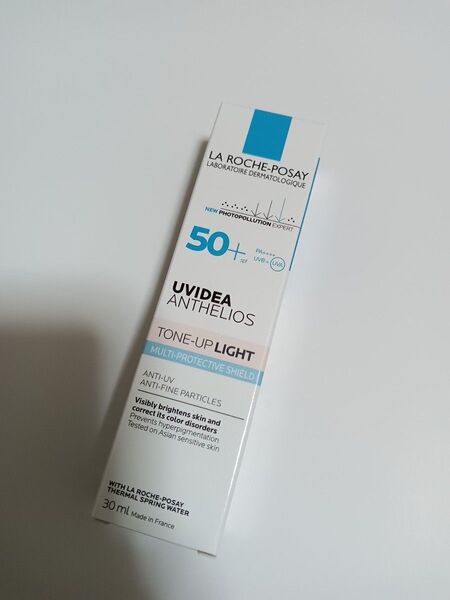 LA ROCHE-POSAY
LABORATOIRE DERMATOLOGIQUE
NEW PHOTOPOLLUTION EXPERT
50+ SPF
PA++++
UVB + UVA
UVIDEA
ANTHELIOS
TONE-UP LIGHT
MULTI-PROTECTIVE SHIELD
ANTI-UV
ANTI-FINE PARTICLES
Visibly brightens skin and
correct its color disorders
Prevents hyperpigmentation
Tested on Asian sensitive skin
WITH LA ROCHE-POSAY
THERMAL SPRING WATER
30 ml Made in France